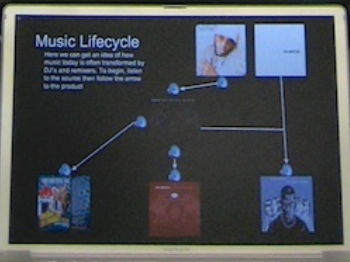 Music Lifecycle
Here we can get an idea of how
music today is often transformed by
DJ's and remixers. To begin, listen
to the source then follow the arrow
to the product